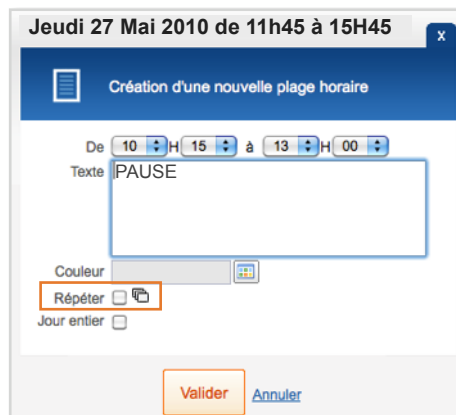 Jeudi 27 Mai 2010 de 11h45 à 15H45
X
Création d'une nouvelle plage horaire
De 10 H 15 à 13 H 00
Texte PAUSE
Couleur
Répéter
Jour entier
Valider Annuler